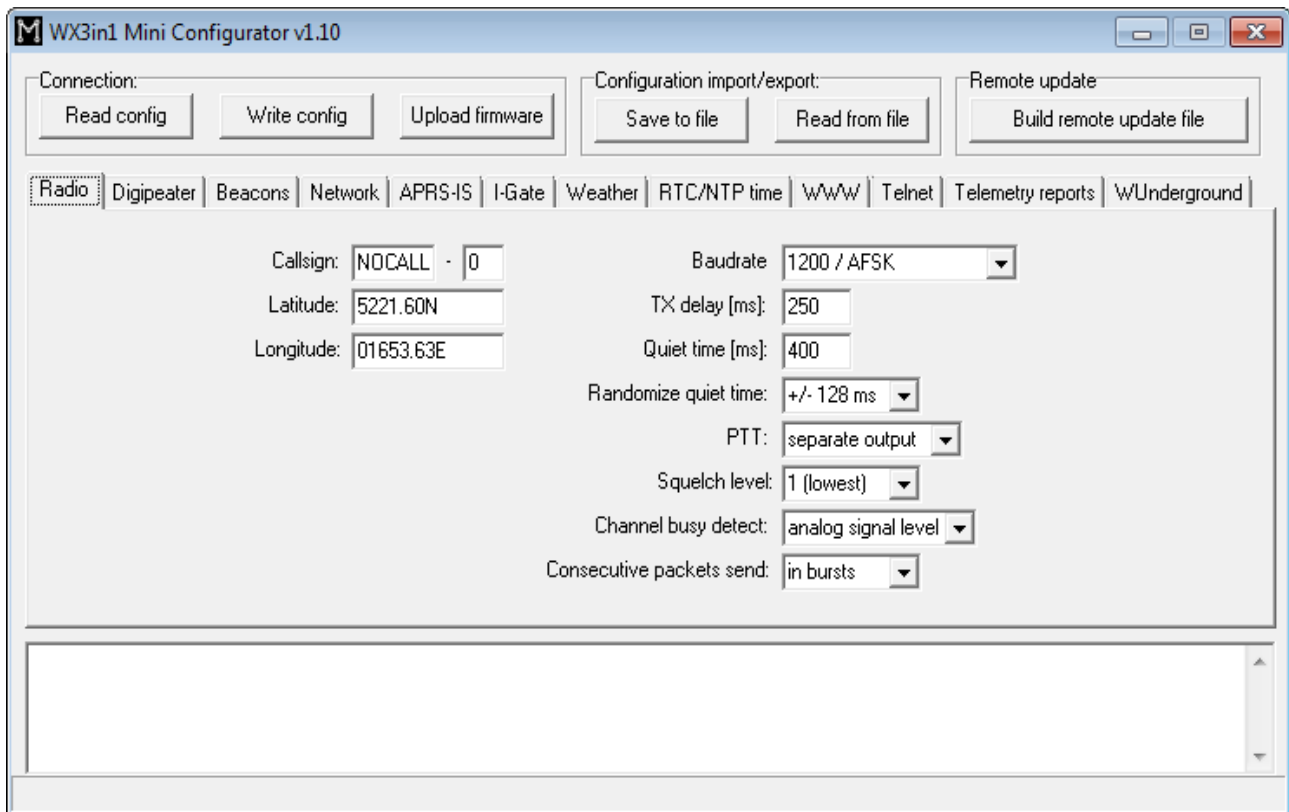 WX3in1 Mini Configurator v1.10
Connection: Configuration import/export: Remote update
Read config Write config Upload firmware Save to file Read from file Build remote update file
Radio Digipeater Beacons Network APRS-IS I-Gate Weather RTC/NTP time WWW Telnet Telemetry reports WUnderground
Callsign: NOCALL - 0 Baudrate 1200 / AFSK
Latitude: 5221.60N TX delay [ms]: 250
Longitude: 01653.63E Quiet time [ms]: 400
Randomize quiet time: +/- 128 ms
PTT: separate output
Squelch level: 1 (lowest)
Channel busy detect: analog signal level
Consecutive packets send: in bursts